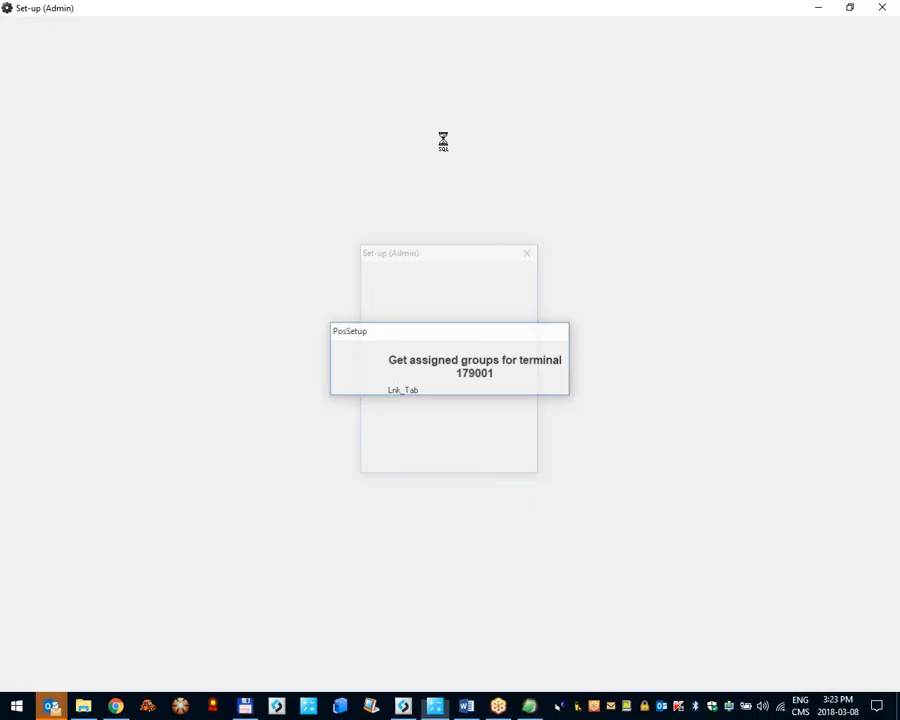 Set-up (Admin)
SQL
Set-up (Admin)
PosSetup
Get assigned groups for terminal
179001
Lnk_Tab
ENG
CMS
3:23 PM
2018-03-08